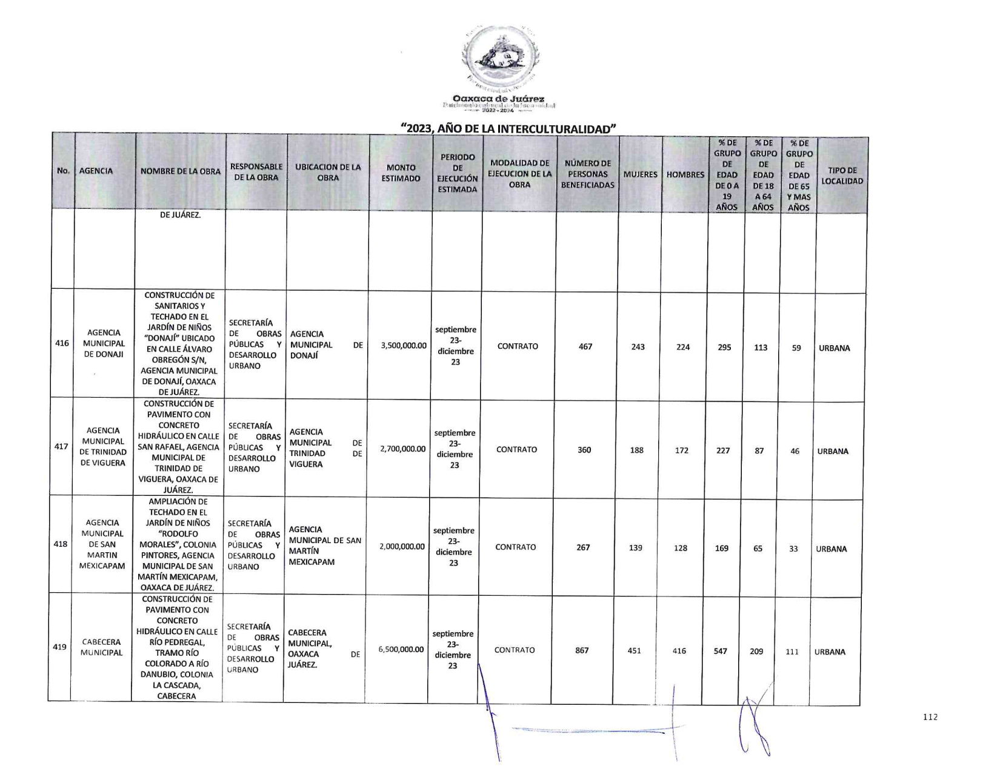 Oaxaca de Juárez
Patrimonio cultural de la humanidad
2022 - 2024
“2023, AÑO DE LA INTERCULTURALIDAD”
No.
AGENCIA
NOMBRE DE LA OBRA
RESPONSABLE
DE LA OBRA
UBICACION DE LA
OBRA
MONTO
ESTIMADO
PERIODO
DE
EJECUCIÓN
ESTIMADA
MODALIDAD DE
EJECUCION DE LA
OBRA
NÚMERO DE
PERSONAS
BENEFICIADAS
MUJERES
HOMBRES
% DE
GRUPO
DE
EDAD
DE 0 A
19
AÑOS
% DE
GRUPO
DE
EDAD
DE 18
A 64
AÑOS
% DE
GRUPO
DE
EDAD
DE 65
Y MAS
AÑOS
TIPO DE
LOCALIDAD
DE JUÁREZ.
416
AGENCIA
MUNICIPAL
DE DONAJI
CONSTRUCCIÓN DE
SANITARIOS Y
TECHADO EN EL
JARDÍN DE NIÑOS
“DONAJÍ” UBICADO
EN CALLE ÁLVARO
OBREGÓN S/N,
AGENCIA MUNICIPAL
DE DONAJÍ, OAXACA
DE JUÁREZ.
SECRETARÍA
DE OBRAS
PÚBLICAS Y
DESARROLLO
URBANO
AGENCIA
MUNICIPAL DE
DONAJÍ
3,500,000.00
septiembre
23-
diciembre
23
CONTRATO
467
243
224
295
113
59
URBANA
417
AGENCIA
MUNICIPAL
DE TRINIDAD
DE VIGUERA
CONSTRUCCIÓN DE
PAVIMENTO CON
CONCRETO
HIDRÁULICO EN CALLE
SAN RAFAEL, AGENCIA
MUNICIPAL DE
TRINIDAD DE
VIGUERA, OAXACA DE
JUÁREZ.
SECRETARÍA
DE OBRAS
PÚBLICAS Y
DESARROLLO
URBANO
AGENCIA
MUNICIPAL DE
TRINIDAD DE
VIGUERA
2,700,000.00
septiembre
23-
diciembre
23
CONTRATO
360
188
172
227
87
46
URBANA
418
AGENCIA
MUNICIPAL
DE SAN
MARTIN
MEXICAPAM
AMPLIACIÓN DE
TECHADO EN EL
JARDÍN DE NIÑOS
“RODOLFO
MORALES”, COLONIA
PINTORES, AGENCIA
MUNICIPAL DE SAN
MARTÍN MEXICAPAM,
OAXACA DE JUÁREZ.
SECRETARÍA
DE OBRAS
PÚBLICAS Y
DESARROLLO
URBANO
AGENCIA
MUNICIPAL DE SAN
MARTÍN
MEXICAPAM
2,000,000.00
septiembre
23-
diciembre
23
CONTRATO
267
139
128
169
65
33
URBANA
419
CABECERA
MUNICIPAL
CONSTRUCCIÓN DE
PAVIMENTO CON
CONCRETO
HIDRÁULICO EN CALLE
RÍO PEDREGAL,
TRAMO RÍO
COLORADO A RÍO
DANUBIO, COLONIA
LA CASCADA,
CABECERA
SECRETARÍA
DE OBRAS
PÚBLICAS Y
DESARROLLO
URBANO
CABECERA
MUNICIPAL,
OAXACA DE
JUÁREZ.
6,500,000.00
septiembre
23-
diciembre
23
CONTRATO
867
451
416
547
209
111
URBANA
112